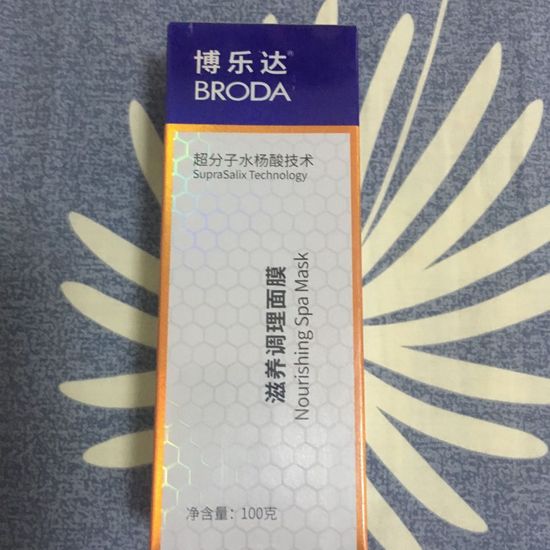 博乐达®
BRODA
超分子水杨酸技术
SupraSalix Technology
滋养调理面膜
Nourishing Spa Mask
净含量：100克